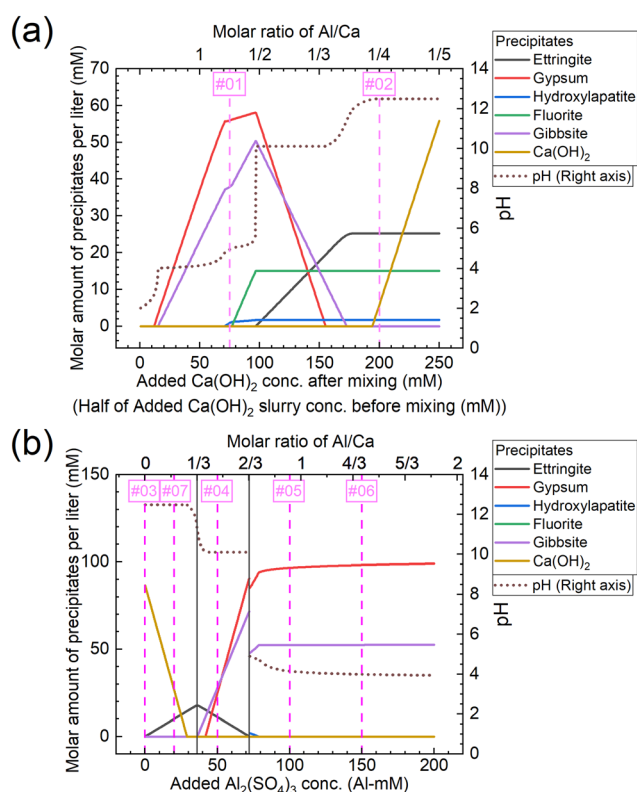 (a)
Molar ratio of Al/Ca
1 1/2 1/3 1/4 1/5
Molar amount of precipitates per liter (mM)
70
60
50
40
30
20
10
0
#01
#02
14
12
10
8
6
4
2
0
pH
Precipitates
Ettringite
Gypsum
Hydroxylapatite
Fluorite
Gibbsite
Ca(OH)2
pH (Right axis)
0 50 100 150 200 250
Added Ca(OH)2 conc. after mixing (mM)
(Half of Added Ca(OH)2 slurry conc. before mixing (mM))
(b)
Molar ratio of Al/Ca
0 1/3 2/3 1 4/3 5/3 2
Molar amount of precipitates per liter (mM)
150
100
50
0
#03 #07 #04 #05 #06
14
12
10
8
6
4
2
0
pH
Precipitates
Ettringite
Gypsum
Hydroxylapatite
Fluorite
Gibbsite
Ca(OH)2
pH (Right axis)
0 50 100 150 200
Added Al2(SO4)3 conc. (Al-mM)